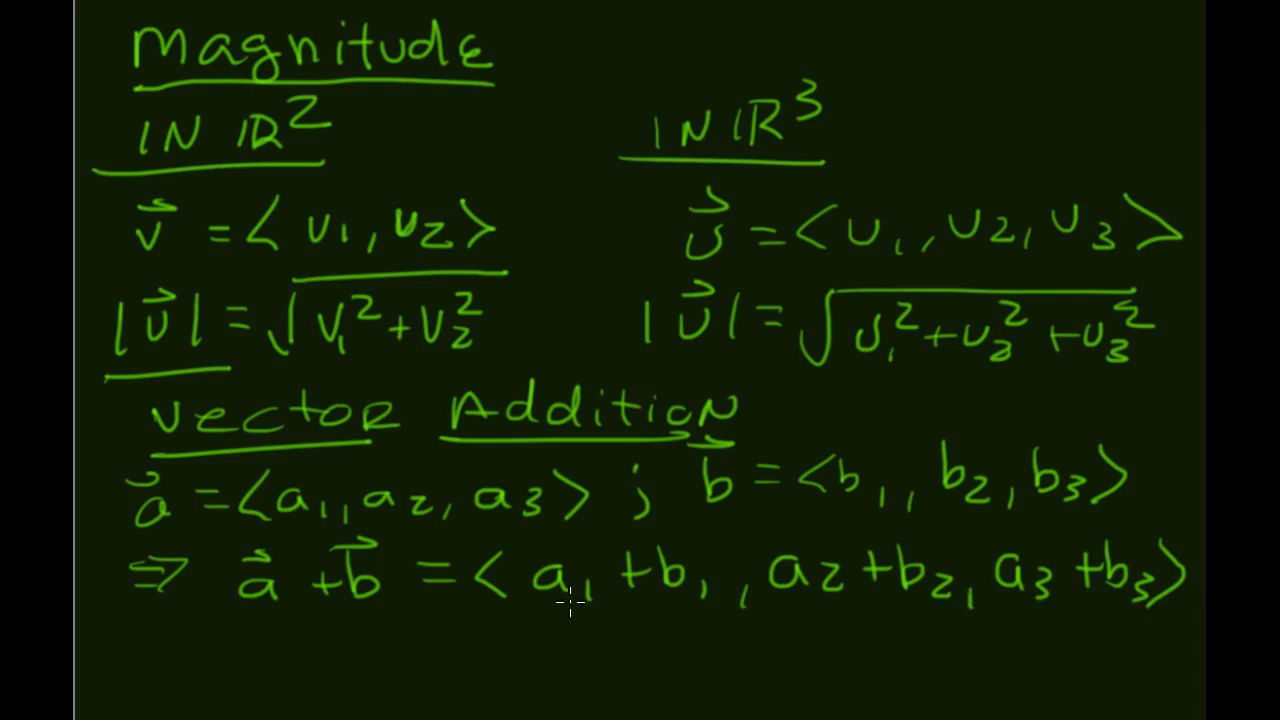 Magnitude
IN ℝ² IN ℝ³
v⃗ = ⟨ v₁, v₂ ⟩ v⃗ = ⟨ v₁, v₂, v₃ ⟩
|v⃗| = √(v₁² + v₂²) |v⃗| = √(v₁² + v₃² + v₃²)
Vector Addition
a⃗ = ⟨a₁, a₂, a₃⟩ ; b⃗ = ⟨b₁, b₂, b₃⟩
⇒ a⃗ + b⃗ = ⟨ a₁ + b₁, a₂ + b₂, a₃ + b₃⟩